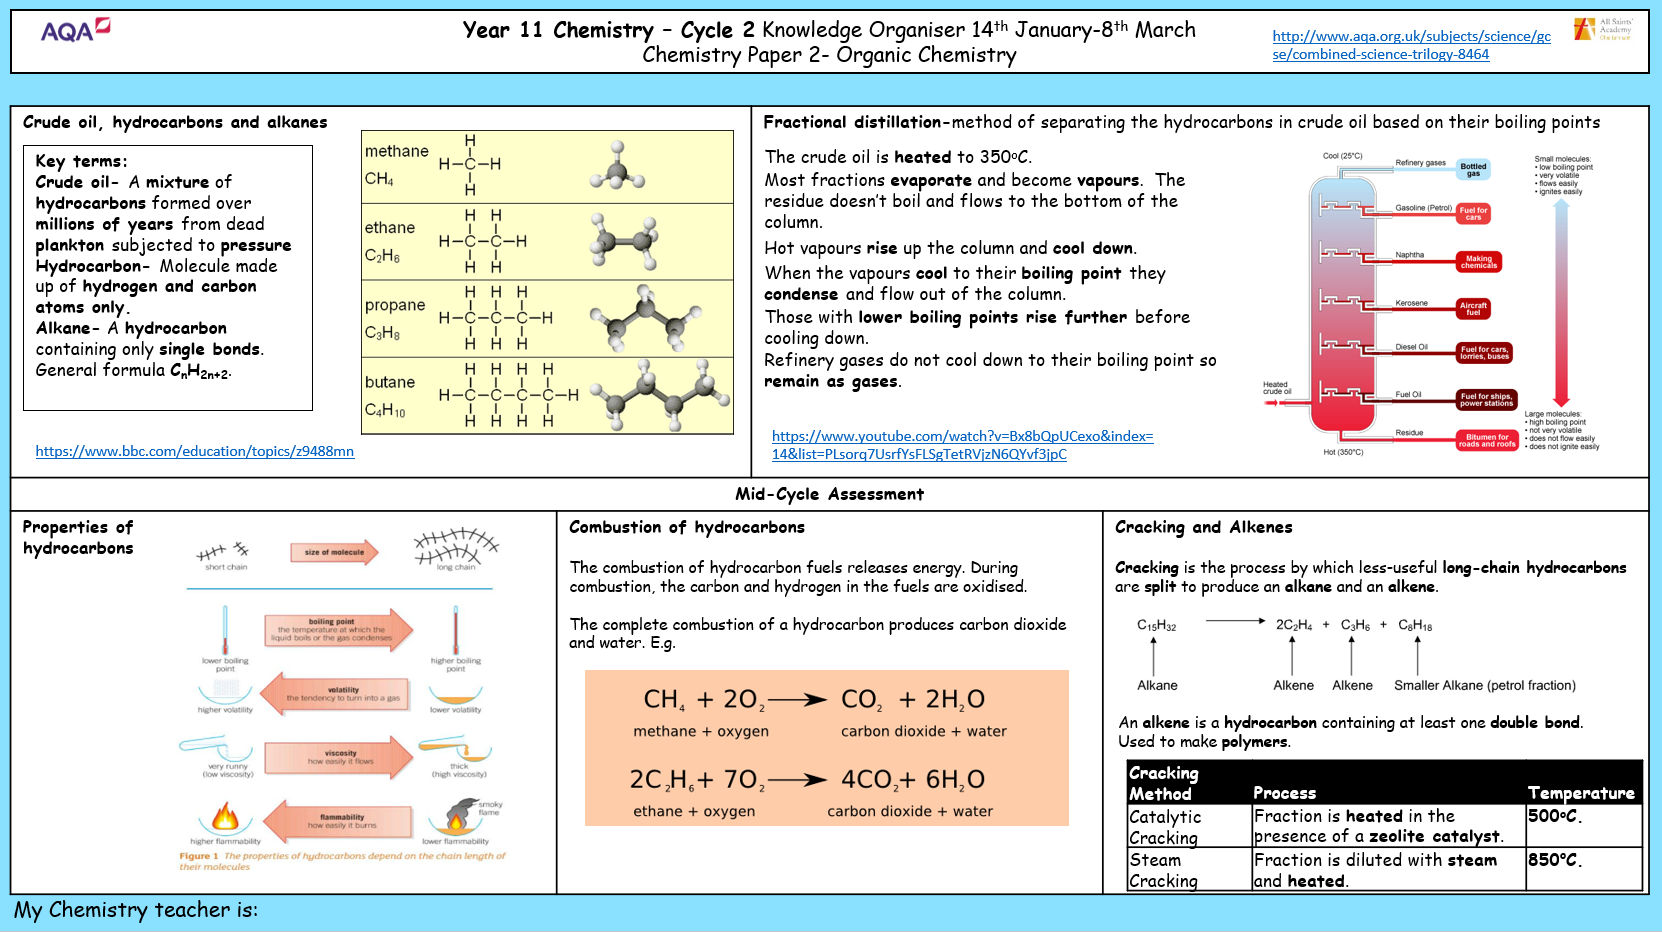 AQA
Year 11 Chemistry – Cycle 2 Knowledge Organiser 14th January-8th March
Chemistry Paper 2- Organic Chemistry
http://www.aqa.org.uk/subjects/science/gc
se/combined-science-trilogy-8464
All Saints'
Academy
Cheltenham
Crude oil, hydrocarbons and alkanes
Key terms:
Crude oil- A mixture of
hydrocarbons formed over
millions of years from dead
plankton subjected to pressure
Hydrocarbon- Molecule made
up of hydrogen and carbon
atoms only.
Alkane- A hydrocarbon
containing only single bonds.
General formula CnH2n+2.
methane
CH4
H
H–C–H
H
ethane
C2H6
H H
H–C–C–H
H H
propane
C3H8
H H H
H–C–C–C–H
H H H
butane
C4H10
H H H H
H–C–C–C–C–H
H H H H
https://www.bbc.com/education/topics/z9488mn
Fractional distillation-method of separating the hydrocarbons in crude oil based on their boiling points
The crude oil is heated to 350oC.
Most fractions evaporate and become vapours. The
residue doesn't boil and flows to the bottom of the
column.
Hot vapours rise up the column and cool down.
When the vapours cool to their boiling point they
condense and flow out of the column.
Those with lower boiling points rise further before
cooling down.
Refinery gases do not cool down to their boiling point so
remain as gases.
https://www.youtube.com/watch?v=Bx8bQpUCexo&index=
14&list=PLsorq7UsrfYsFLSgTetRVjzN6QYvf3jpC
Cool (25°C)
Refinery gases
Bottled
gas
Gasoline (Petrol)
Fuel for
cars
Naphtha
Making
chemicals
Kerosene
Aircraft
fuel
Diesel Oil
Fuel for cars,
lorries, buses
Fuel Oil
Fuel for ships,
power stations
Residue
Bitumen for
roads and roofs
Heated
crude oil
Hot (350°C)
Small molecules:
• low boiling point
• very volatile
• flows easily
• ignites easily
Large molecules:
• high boiling point
• not very volatile
• does not flow easily
• does not ignite easily
Mid-Cycle Assessment
Properties of
hydrocarbons
short chain
size of molecule
long chain
lower boiling
point
boiling point
the temperature at which the
liquid boils or the gas condenses
higher boiling
point
higher volatility
volatility
the tendency to turn into a gas
lower volatility
very runny
(low viscosity)
viscosity
how easily it flows
thick
(high viscosity)
higher flammability
flammability
how easily it burns
smoky
flame
lower flammability
Figure 1 The properties of hydrocarbons depend on the chain length of
their molecules
Combustion of hydrocarbons
The combustion of hydrocarbon fuels releases energy. During
combustion, the carbon and hydrogen in the fuels are oxidised.
The complete combustion of a hydrocarbon produces carbon dioxide
and water. E.g.
CH4 + 2O2 ⟶ CO2 + 2H2O
methane + oxygen carbon dioxide + water
2C2H6+ 7O2 ⟶ 4CO2+ 6H2O
ethane + oxygen carbon dioxide + water
Cracking and Alkenes
Cracking is the process by which less-useful long-chain hydrocarbons
are split to produce an alkane and an alkene.
C15H32 ⟶ 2C2H4 + C3H6 + C8H18
Alkane Alkene Alkene Smaller Alkane (petrol fraction)
An alkene is a hydrocarbon containing at least one double bond.
Used to make polymers.
Cracking
Method Process Temperature
Catalytic
Cracking
Fraction is heated in the
presence of a zeolite catalyst.
500oC.
Steam
Cracking
Fraction is diluted with steam
and heated.
850°C.
My Chemistry teacher is: